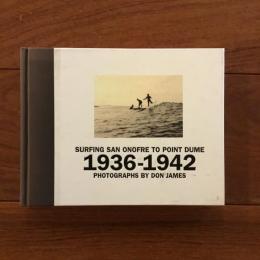 SURFING SAN ONOFRE TO POINT DUME
1936-1942
PHOTOGRAPHS BY DON JAMES